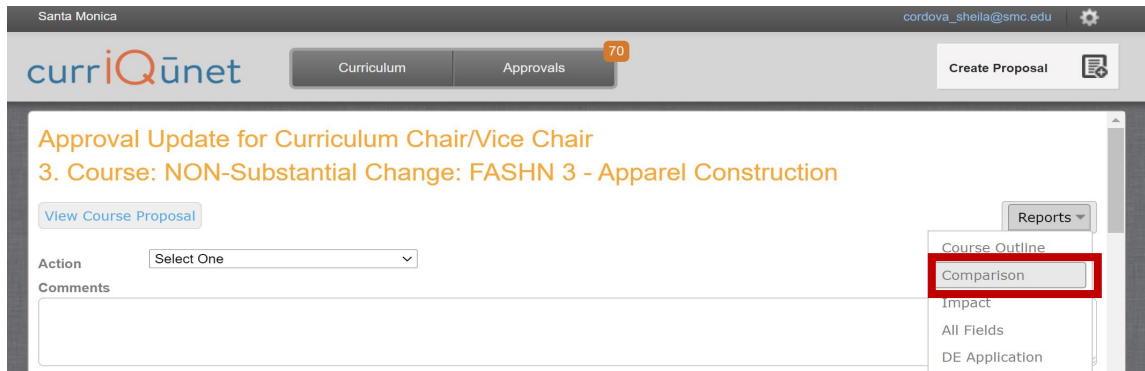 Santa Monica
cordova_sheila@smc.edu
currIQūnet
Curriculum
Approvals
70
Create Proposal
Approval Update for Curriculum Chair/Vice Chair
3. Course: NON-Substantial Change: FASHN 3 - Apparel Construction
View Course Proposal
Reports
Action
Select One
Comments
Course Outline
Comparison
Impact
All Fields
DE Application